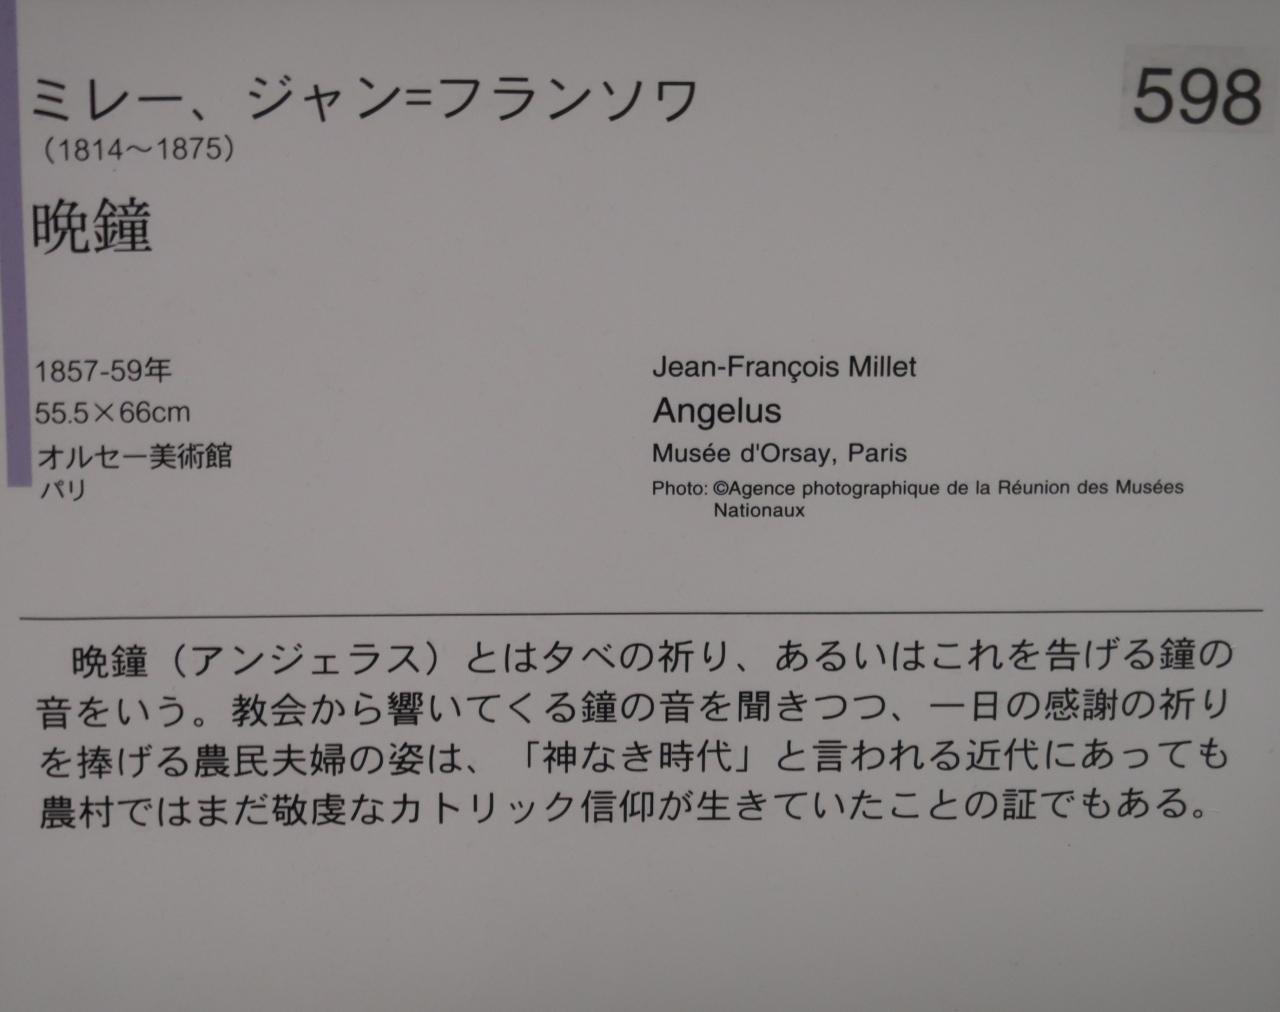 ミレー、ジャン=フランソワ
598
（1814〜1875）
晩鐘
1857-59年
55.5×66cm
オルセー美術館
パリ
Jean-François Millet
Angelus
Musée d'Orsay, Paris
Photo: ©Agence photographique de la Réunion des Musées
Nationaux
晩鐘（アンジェラス）とは夕べの祈り、あるいはこれを告げる鐘の
音をいう。教会から響いてくる鐘の音を聞きつつ、一日の感謝の祈り
を捧げる農民夫婦の姿は、「神なき時代」と言われる近代にあっても
農村ではまだ敬虔なカトリック信仰が生きていたことの証でもある。